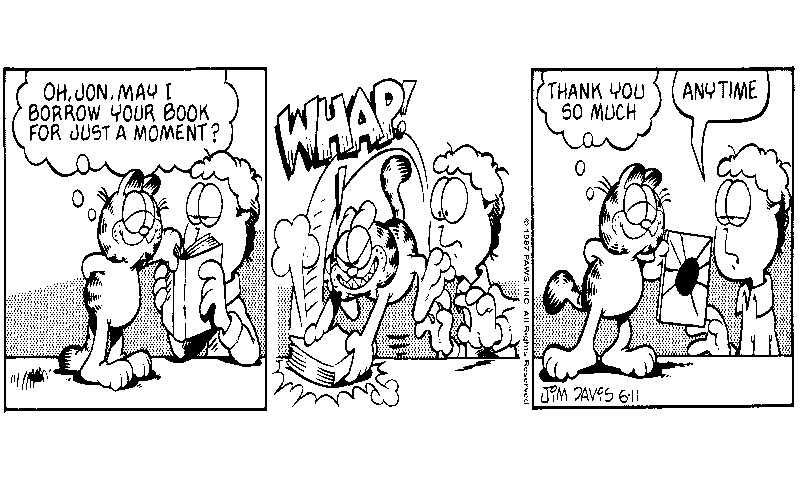 OH, JON, MAY I
BORROW YOUR BOOK
FOR JUST A MOMENT?
WHAP!
© 1987 PAWS, INC. All Rights Reserved
THANK YOU
SO MUCH
ANYTIME
JIM DAVIS 6-11